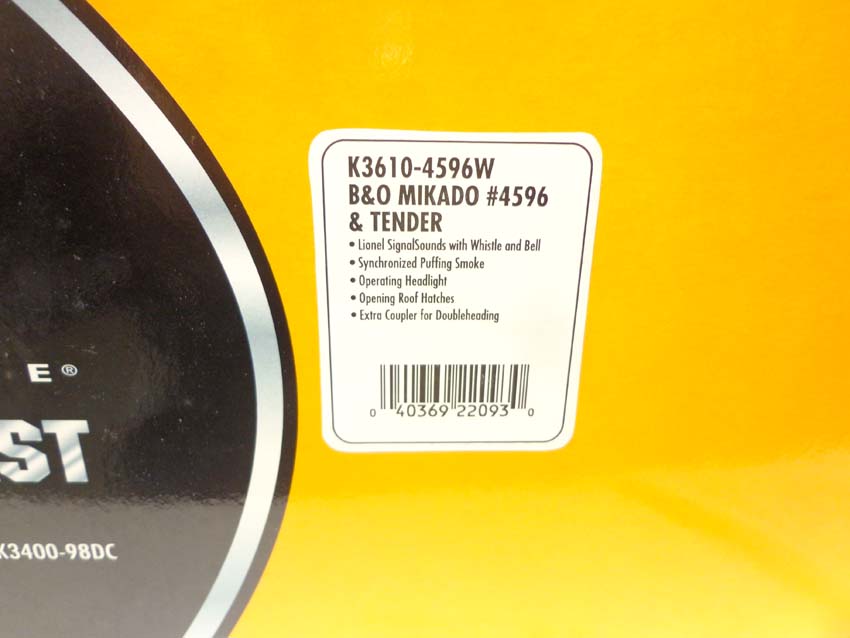 K3610-4596W
B&O MIKADO #4596
& TENDER
• Lionel SignalSounds with Whistle and Bell
• Synchronized Puffing Smoke
• Operating Headlight
• Opening Roof Hatches
• Extra Coupler for Doubleheading
0 40369 22093 0
E®
ST
K3400-98DC